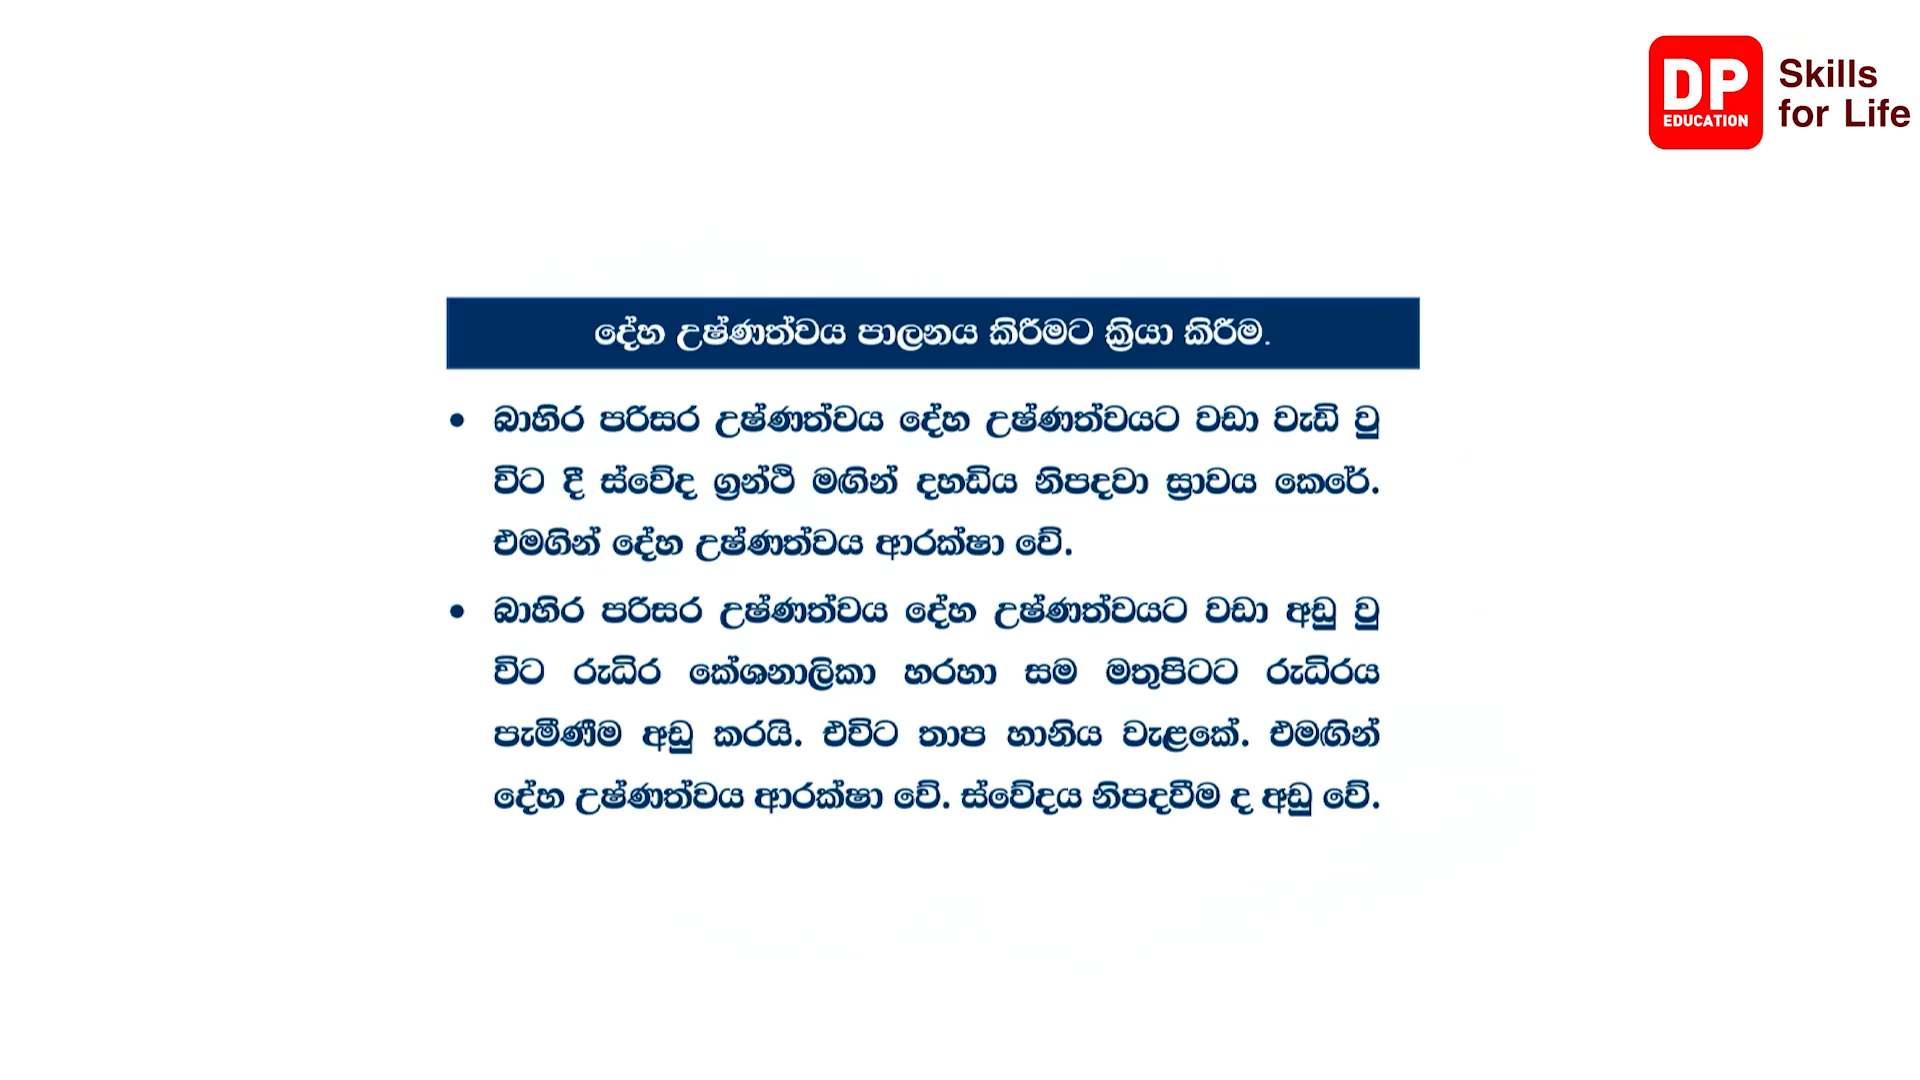 DP
EDUCATION
Skills
for Life
දේහ උෂ්ණත්වය පාලනය කිරීමට ක්‍රියා කිරීම.
• බාහිර පරිසර උෂ්ණත්වය දේහ උෂ්ණත්වයට වඩා වැඩි වු
විට දී ස්වේද ග්‍රන්ථි මඟින් දහඩිය නිපදවා ස්‍රාවය කෙරේ.
එමගින් දේහ උෂ්ණත්වය ආරක්ෂා වේ.
• බාහිර පරිසර උෂ්ණත්වය දේහ උෂ්ණත්වයට වඩා අඩු වු
විට රුධිර කේශනාලිකා හරහා සම මතුපිටට රුධිරය
පැමිණීම අඩු කරයි. එවිට තාප හානිය වැළකේ. එමඟින්
දේහ උෂ්ණත්වය ආරක්ෂා වේ. ස්වේදය නිපදවීම ද අඩු වේ.